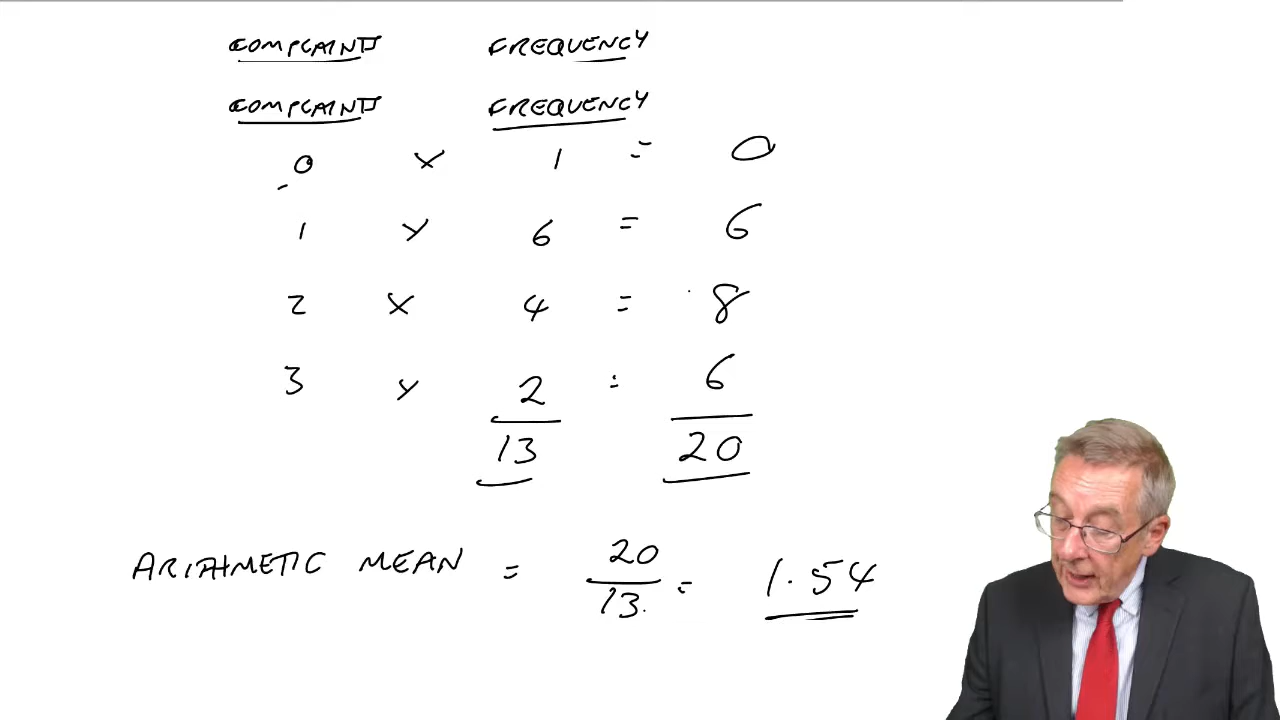 COMPLAINTS FREQUENCY
COMPLAINTS FREQUENCY
0 x 1 = 0
1 x 6 = 6
2 x 4 = 8
3 x 2 = 6
13 20
ARITHMETIC MEAN = 20/13 = 1.54